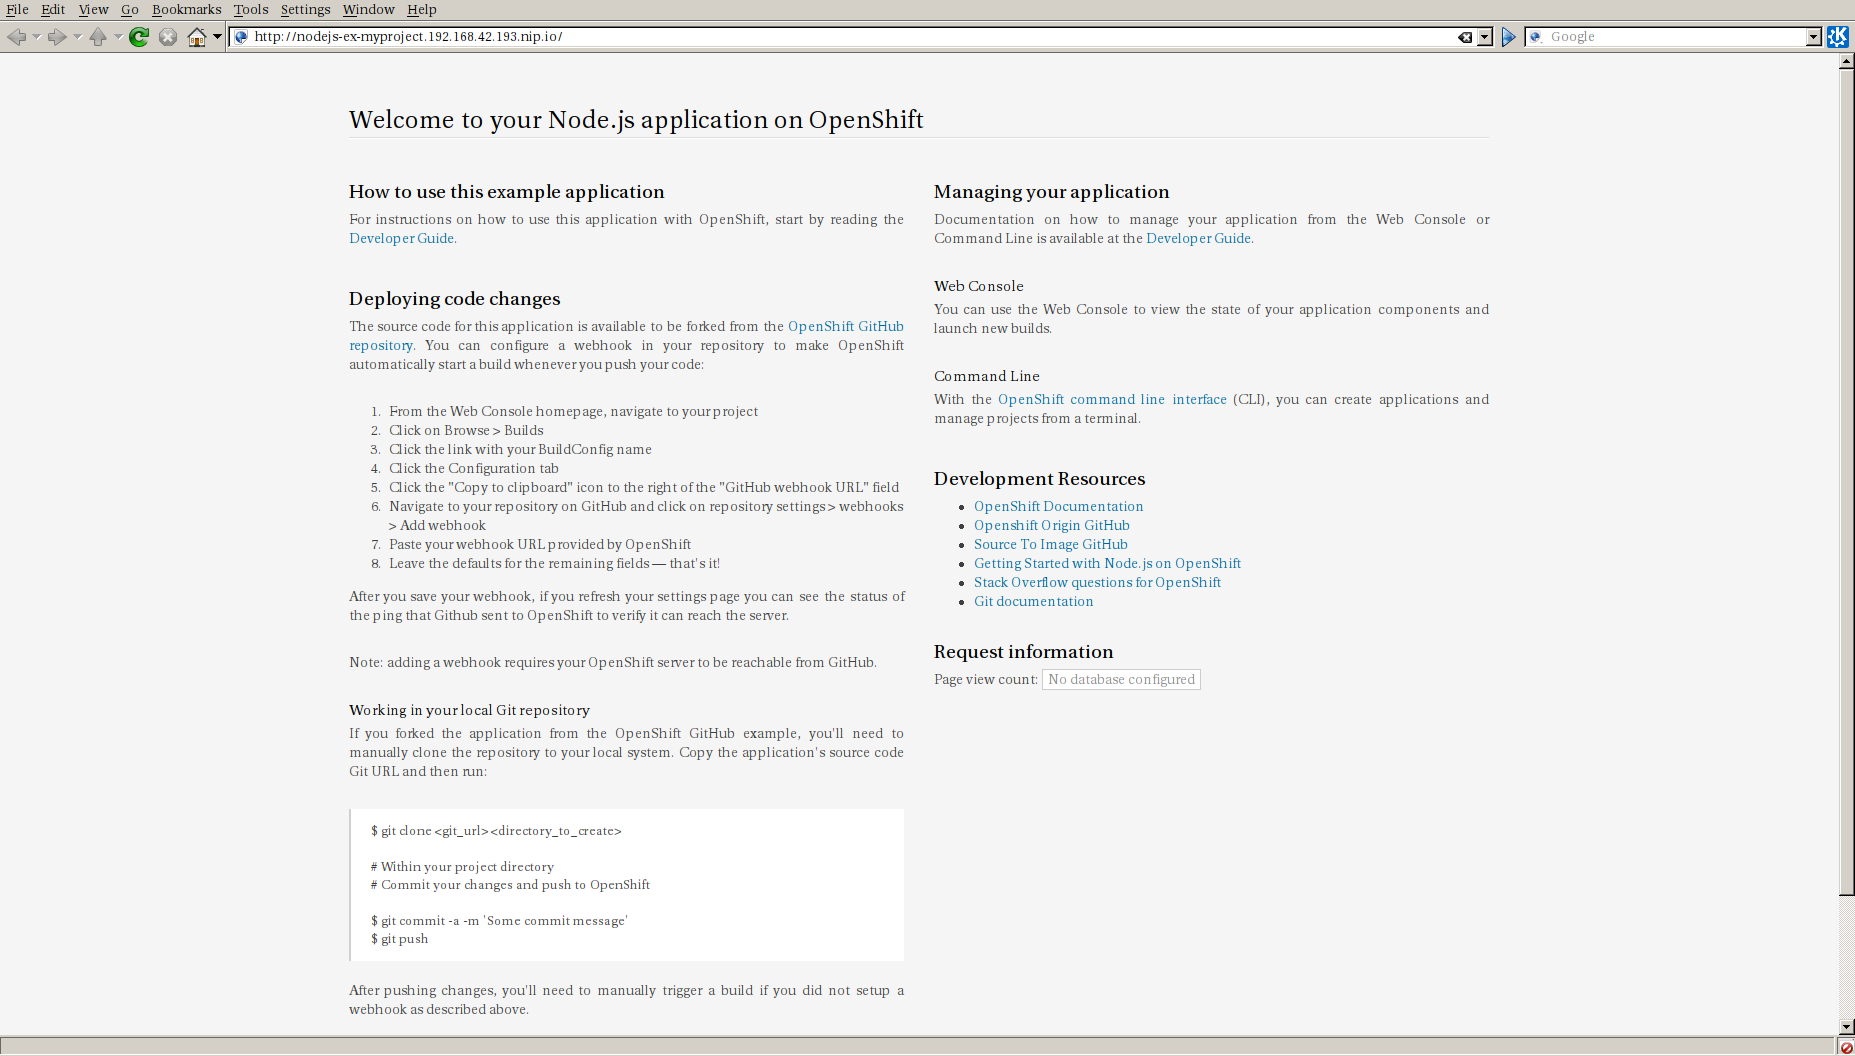 File Edit View Go Bookmarks Tools Settings Window Help
http://nodejs-ex-myproject.192.168.42.193.nip.io/
Google
Welcome to your Node.js application on OpenShift
How to use this example application
For instructions on how to use this application with OpenShift, start by reading the
Developer Guide.
Deploying code changes
The source code for this application is available to be forked from the OpenShift GitHub
repository. You can configure a webhook in your repository to make OpenShift
automatically start a build whenever you push your code:
1. From the Web Console homepage, navigate to your project
2. Click on Browse > Builds
3. Click the link with your BuildConfig name
4. Click the Configuration tab
5. Click the "Copy to clipboard" icon to the right of the "GitHub webhook URL" field
6. Navigate to your repository on GitHub and click on repository settings > webhooks
> Add webhook
7. Paste your webhook URL provided by OpenShift
8. Leave the defaults for the remaining fields — that's it!
After you save your webhook, if you refresh your settings page you can see the status of
the ping that Github sent to OpenShift to verify it can reach the server.
Note: adding a webhook requires your OpenShift server to be reachable from GitHub.
Working in your local Git repository
If you forked the application from the OpenShift GitHub example, you'll need to
manually clone the repository to your local system. Copy the application's source code
Git URL and then run:
$ git clone <git_url> <directory_to_create>
# Within your project directory
# Commit your changes and push to OpenShift
$ git commit -a -m 'Some commit message'
$ git push
After pushing changes, you'll need to manually trigger a build if you did not setup a
webhook as described above.
Managing your application
Documentation on how to manage your application from the Web Console or
Command Line is available at the Developer Guide.
Web Console
You can use the Web Console to view the state of your application components and
launch new builds.
Command Line
With the OpenShift command line interface (CLI), you can create applications and
manage projects from a terminal.
Development Resources
OpenShift Documentation
Openshift Origin GitHub
Source To Image GitHub
Getting Started with Node.js on OpenShift
Stack Overflow questions for OpenShift
Git documentation
Request information
Page view count: No database configured